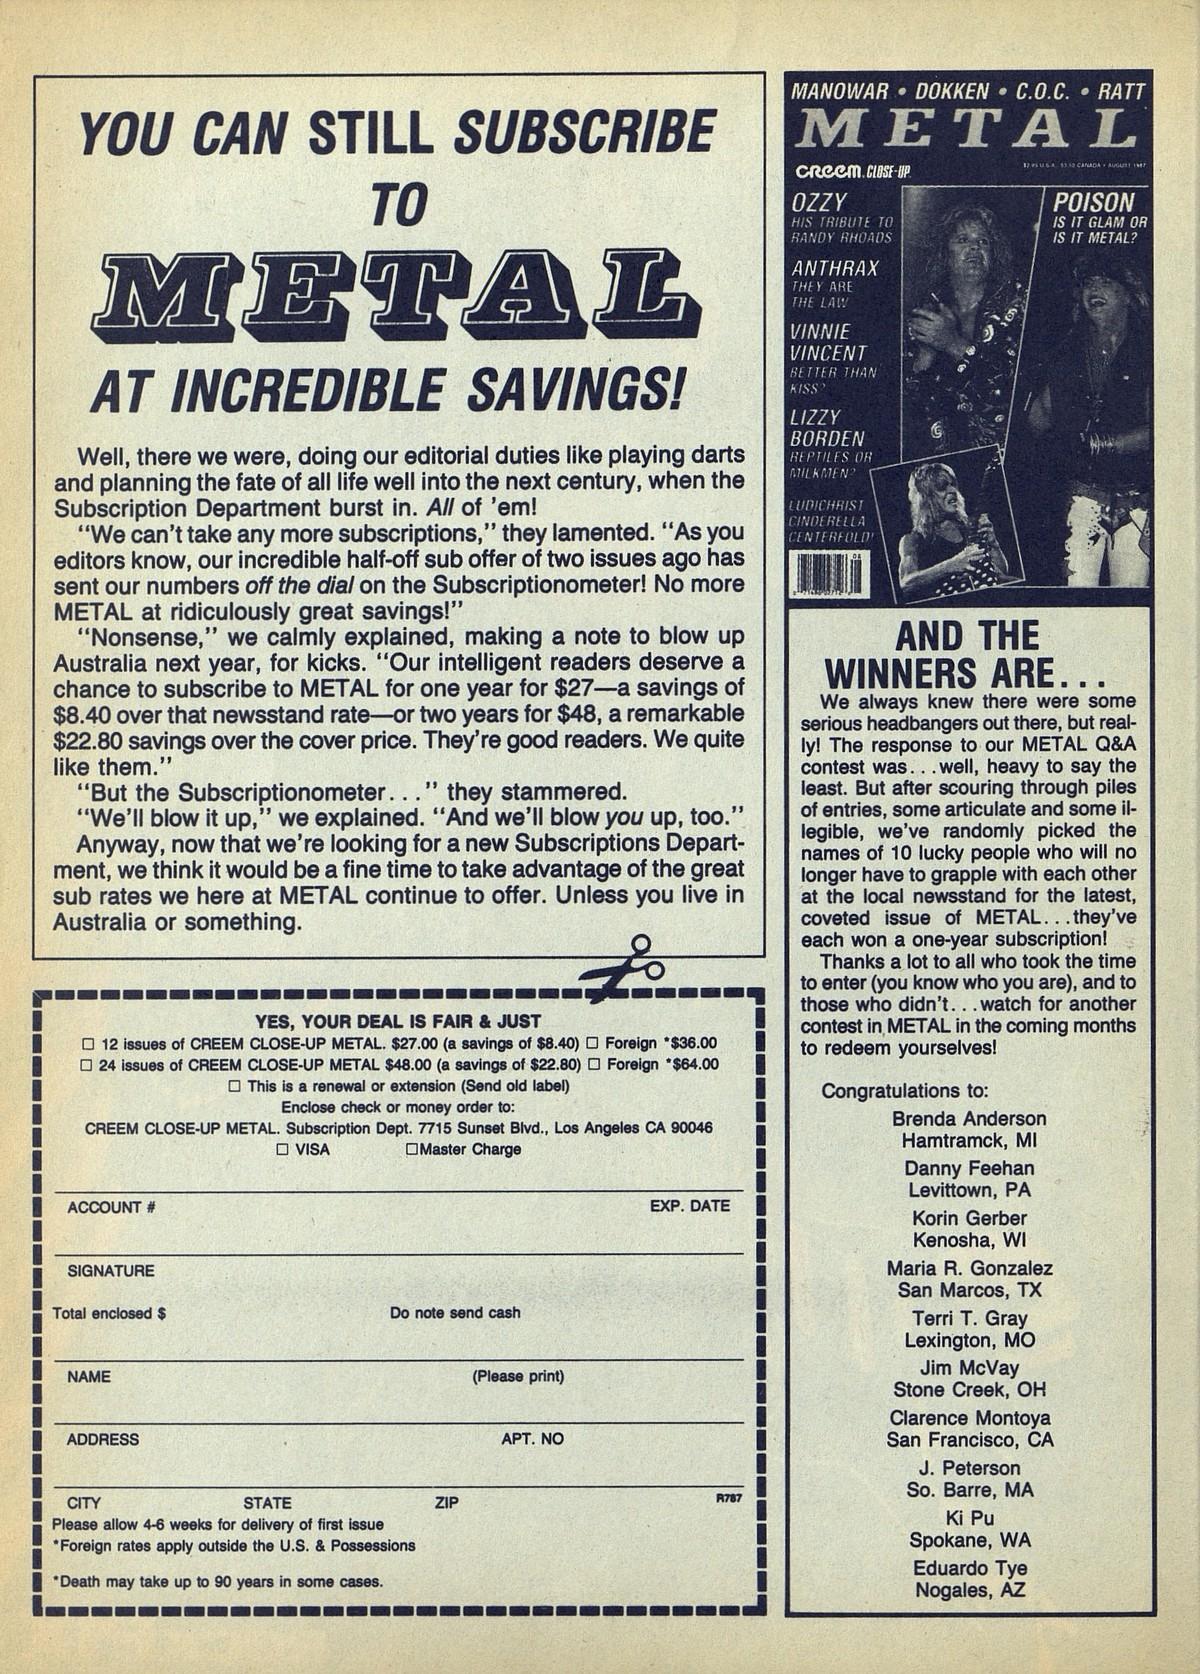 YOU CAN STILL SUBSCRIBE
TO
METAL
AT INCREDIBLE SAVINGS!
Well, there we were, doing our editorial duties like playing darts
and planning the fate of all life well into the next century, when the
Subscription Department burst in. All of 'em!
"We can't take any more subscriptions," they lamented. "As you
editors know, our incredible half-off sub offer of two issues ago has
sent our numbers off the dial on the Subscriptionometer! No more
METAL at ridiculously great savings!"
"Nonsense," we calmly explained, making a note to blow up
Australia next year, for kicks. "Our intelligent readers deserve a
chance to subscribe to METAL for one year for $27—a savings of
$8.40 over that newsstand rate—or two years for $48, a remarkable
$22.80 savings over the cover price. They're good readers. We quite
like them."
"But the Subscriptionometer..." they stammered.
"We'll blow it up," we explained. "And we'll blow you up, too."
Anyway, now that we're looking for a new Subscriptions Depart-
ment, we think it would be a fine time to take advantage of the great
sub rates we here at METAL continue to offer. Unless you live in
Australia or something.
YES, YOUR DEAL IS FAIR & JUST
☐ 12 issues of CREEM CLOSE-UP METAL. $27.00 (a savings of $8.40) ☐ Foreign *$36.00
☐ 24 issues of CREEM CLOSE-UP METAL $48.00 (a savings of $22.80) ☐ Foreign *$64.00
☐ This is a renewal or extension (Send old label)
Enclose check or money order to:
CREEM CLOSE-UP METAL. Subscription Dept. 7715 Sunset Blvd., Los Angeles CA 90046
☐ VISA ☐ Master Charge
ACCOUNT # EXP. DATE
SIGNATURE
Total enclosed $ Do note send cash
NAME (Please print)
ADDRESS APT. NO
CITY STATE ZIP R787
Please allow 4-6 weeks for delivery of first issue
*Foreign rates apply outside the U.S. & Possessions
*Death may take up to 90 years in some cases.
MANOWAR • DOKKEN • C.O.C. • RATT
METAL
CREEM CLOSE-UP
$2.95 U.S.A., $3.50 CANADA • AUGUST 1987
OZZY
HIS TRIBUTE TO
RANDY RHOADS
ANTHRAX
THEY ARE
THE LAW
VINNIE
VINCENT
BETTER THAN
KISS?
LIZZY
BORDEN
REPTILES OR
MILKMEN?
LUDICHRIST
CINDERELLA
CENTERFOLD!
POISON
IS IT GLAM OR
IS IT METAL?
AND THE
WINNERS ARE...
We always knew there were some
serious headbangers out there, but real-
ly! The response to our METAL Q&A
contest was...well, heavy to say the
least. But after scouring through piles
of entries, some articulate and some il-
legible, we've randomly picked the
names of 10 lucky people who will no
longer have to grapple with each other
at the local newsstand for the latest,
coveted issue of METAL...they've
each won a one-year subscription!
Thanks a lot to all who took the time
to enter (you know who you are), and to
those who didn't...watch for another
contest in METAL in the coming months
to redeem yourselves!
Congratulations to:
Brenda Anderson
Hamtramck, MI
Danny Feehan
Levittown, PA
Korin Gerber
Kenosha, WI
Maria R. Gonzalez
San Marcos, TX
Terri T. Gray
Lexington, MO
Jim McVay
Stone Creek, OH
Clarence Montoya
San Francisco, CA
J. Peterson
So. Barre, MA
Ki Pu
Spokane, WA
Eduardo Tye
Nogales, AZ